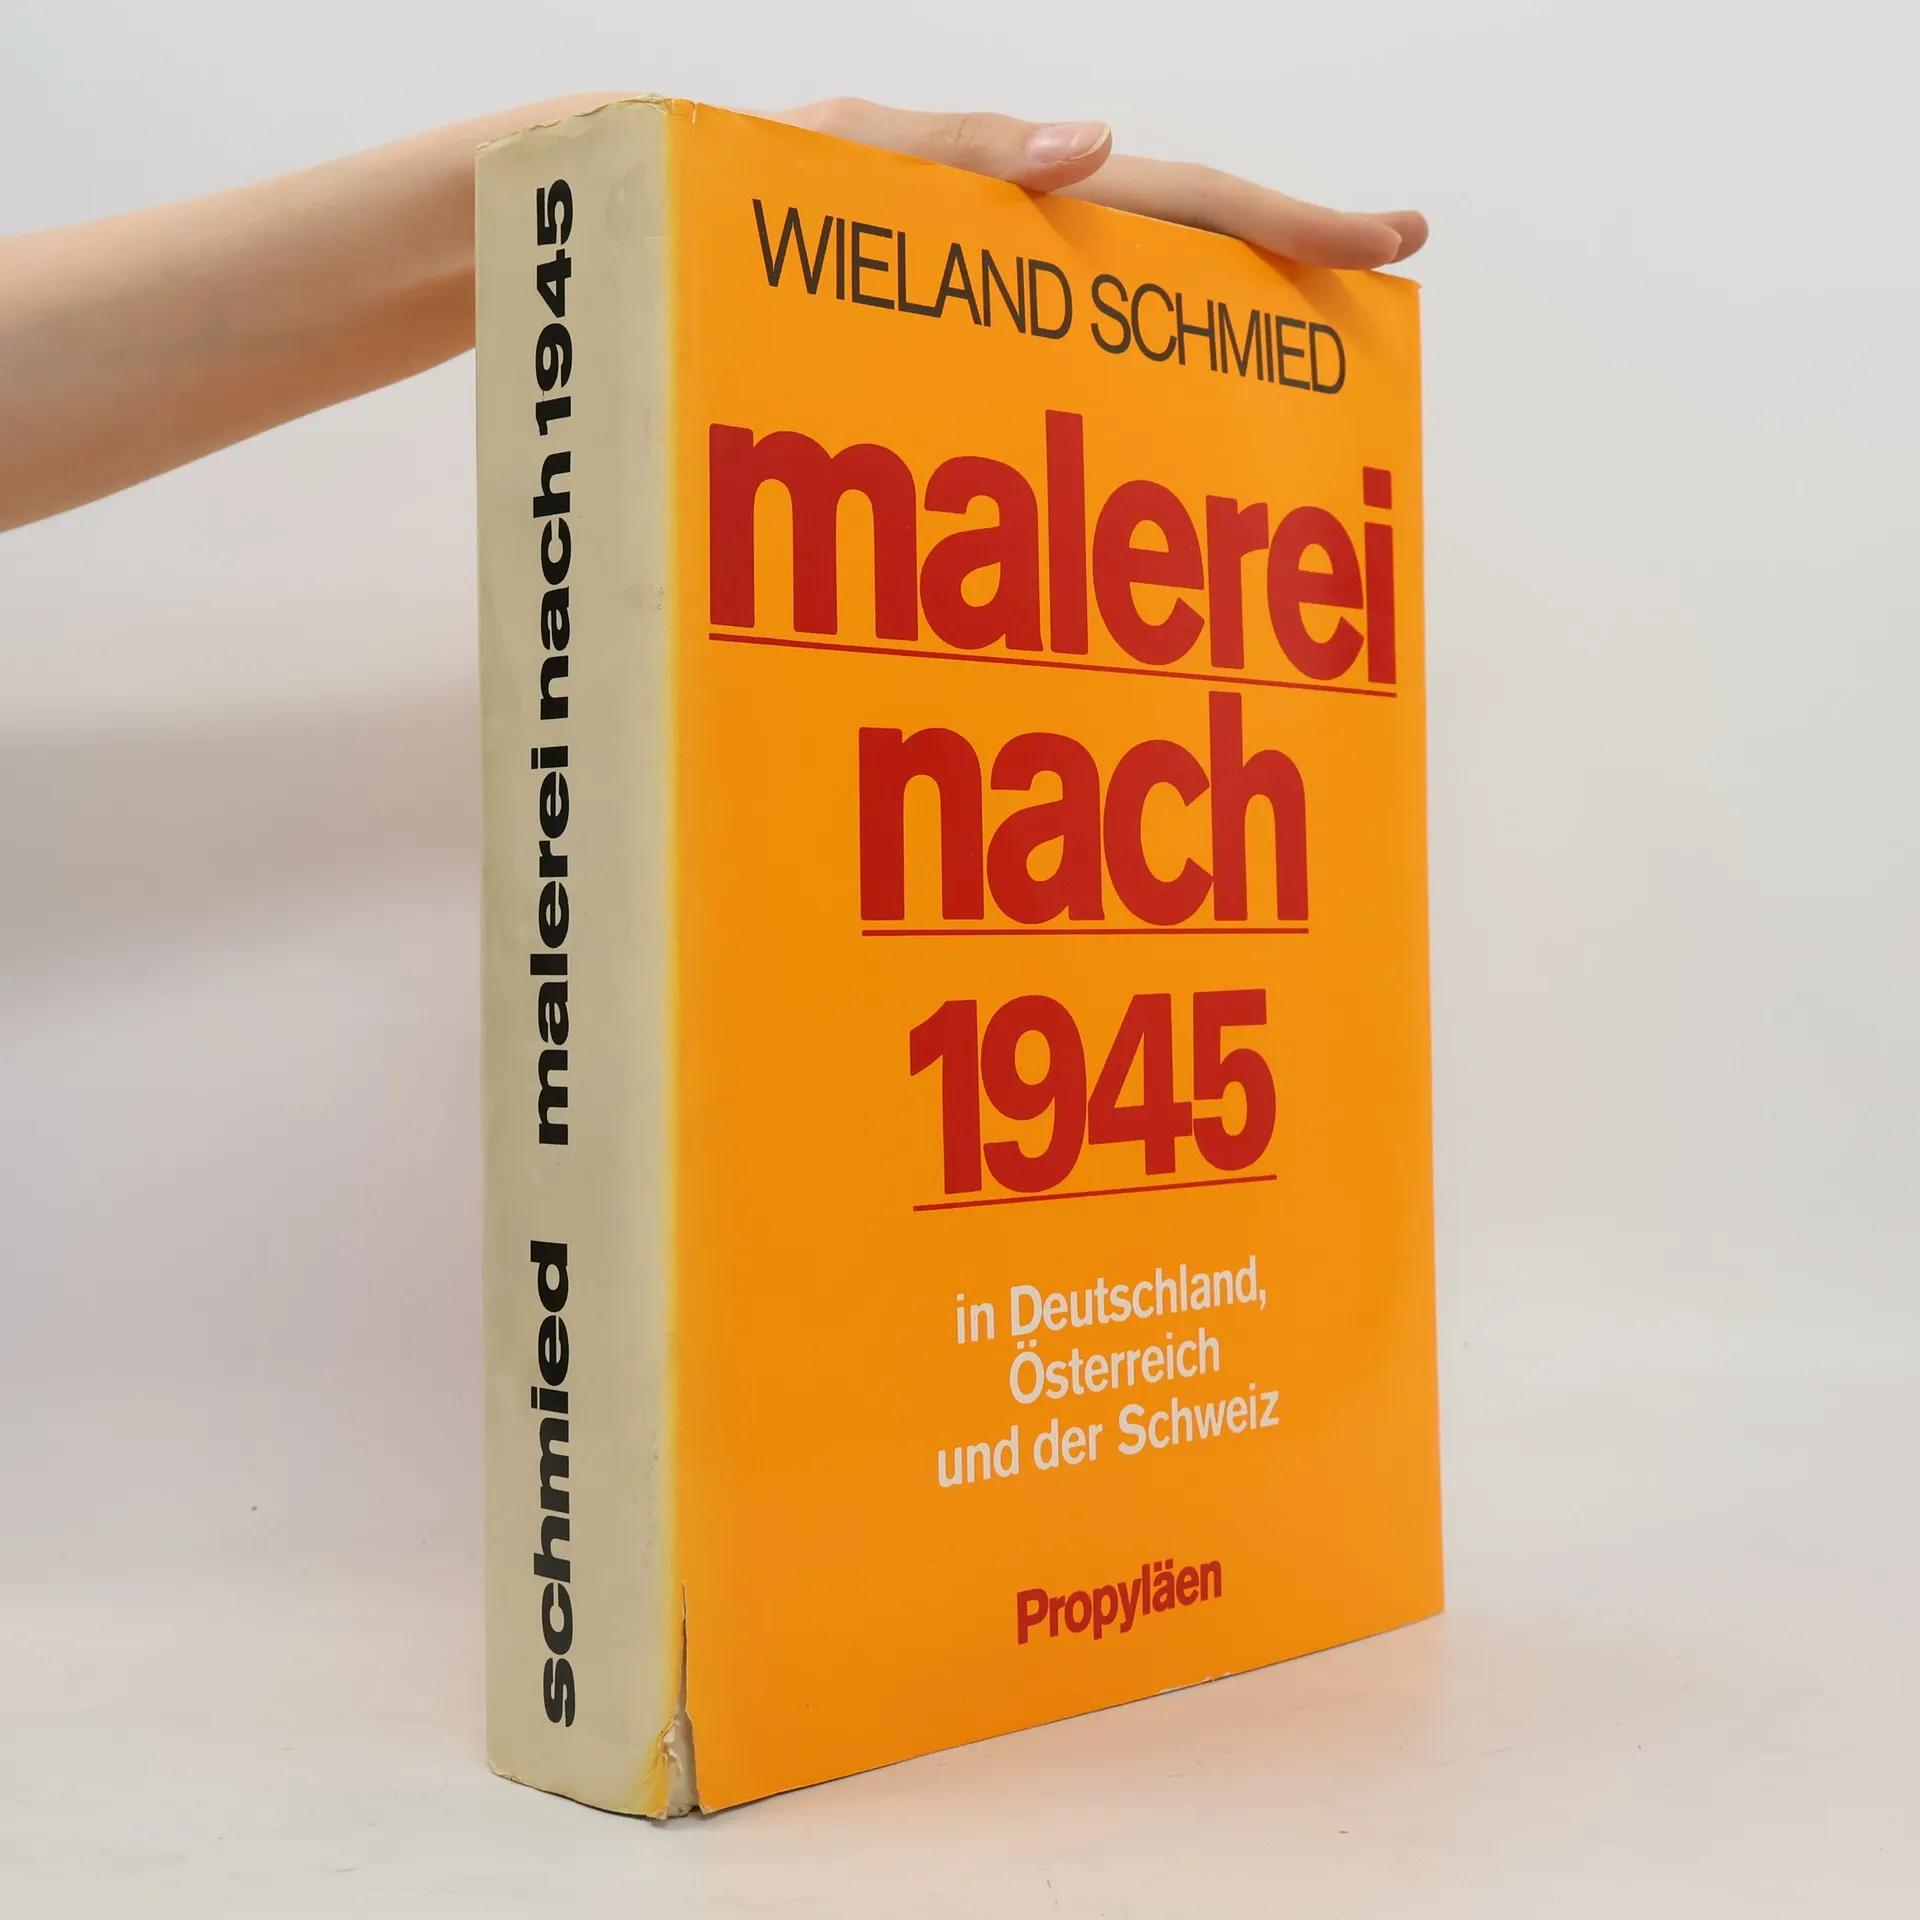 schmied malerei nach 1945
WIELAND SCHMIED
malerei
nach
1945
in Deutschland,
Österreich
und der Schweiz
Propyläen